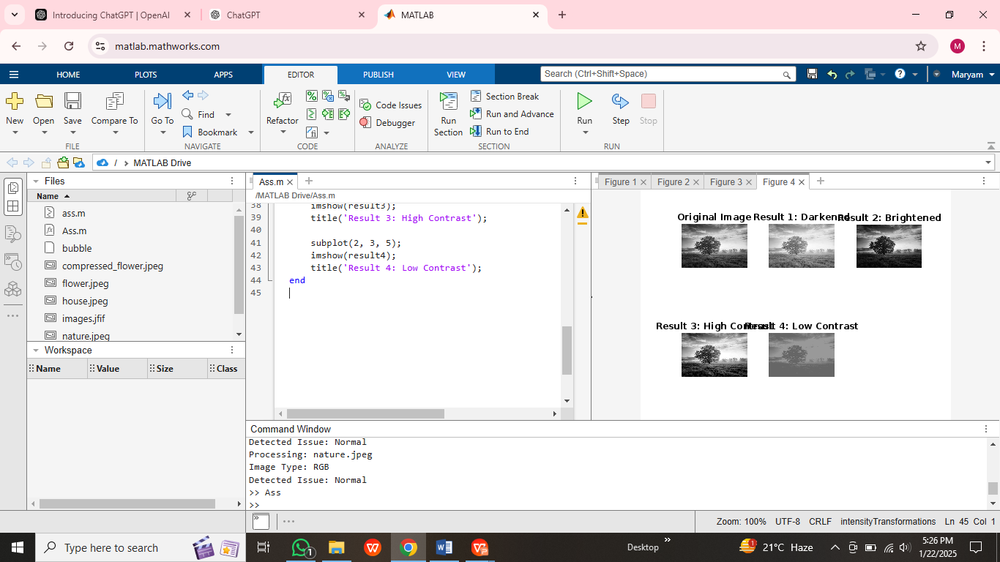 Introducing ChatGPT | OpenAI
ChatGPT
MATLAB
matlab.mathworks.com
M
HOME PLOTS APPS EDITOR PUBLISH VIEW
Search (Ctrl+Shift+Space)
Maryam
New Open Save Compare To
Go To Find Bookmark
Refactor
Code Issues
Debugger
Run Section
Section Break
Run and Advance
Run to End
Run Step Stop
FILE NAVIGATE CODE ANALYZE SECTION RUN
/ MATLAB Drive
Files
Name
ass.m
Ass.m
bubble
compressed_flower.jpeg
flower.jpeg
house.jpeg
images.jfif
nature.jpeg
Workspace
Name Value Size Class
Ass.m
/MATLAB Drive/Ass.m
38 imshow(result3);
39 title('Result 3: High Contrast');
40
41 subplot(2, 3, 5);
42 imshow(result4);
43 title('Result 4: Low Contrast');
44 end
45
Figure 1 Figure 2 Figure 3 Figure 4
Original Image Result 1: Darkened Result 2: Brightened
Result 3: High Contrast Result 4: Low Contrast
Command Window
Detected Issue: Normal
Processing: nature.jpeg
Image Type: RGB
Detected Issue: Normal
>> Ass
>>
Zoom: 100% UTF-8 CRLF intensityTransformations Ln 45 Col 1
Type here to search
1
Desktop
1
21°C Haze
5:26 PM
1/22/2025